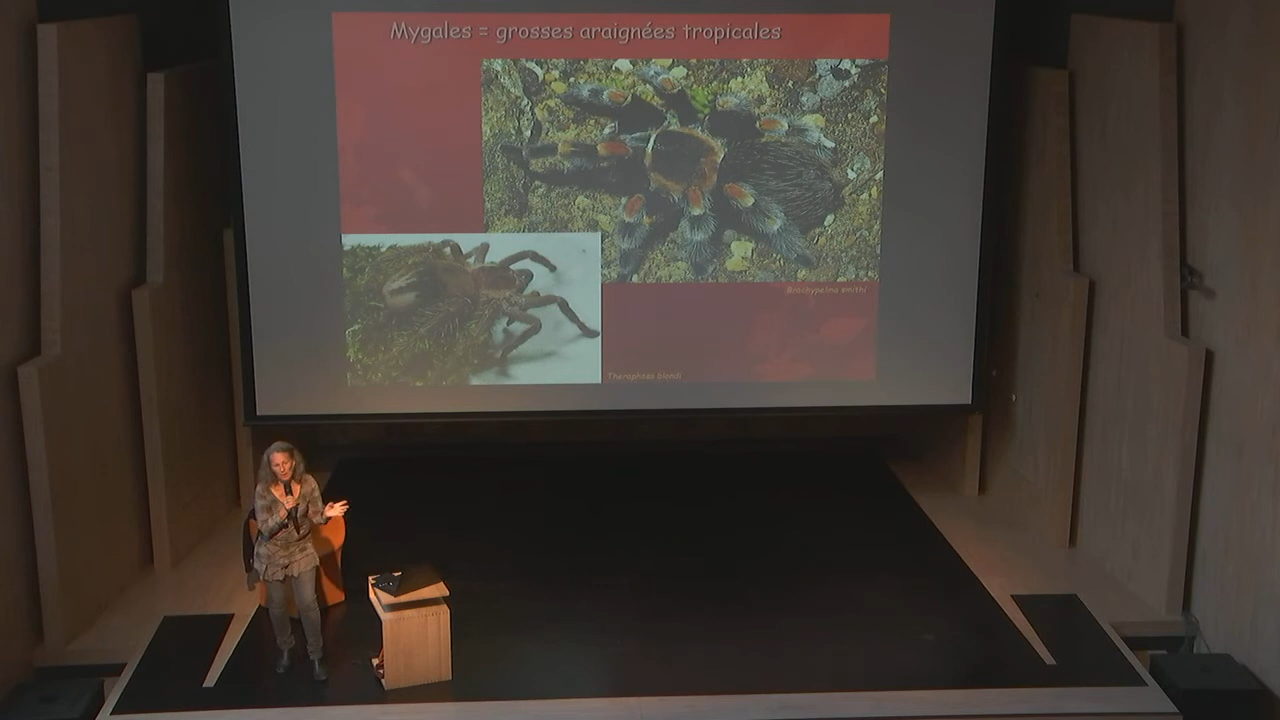 Mygales = grosses araignées tropicales
Brachypelma smithi
Theraphosa blondi